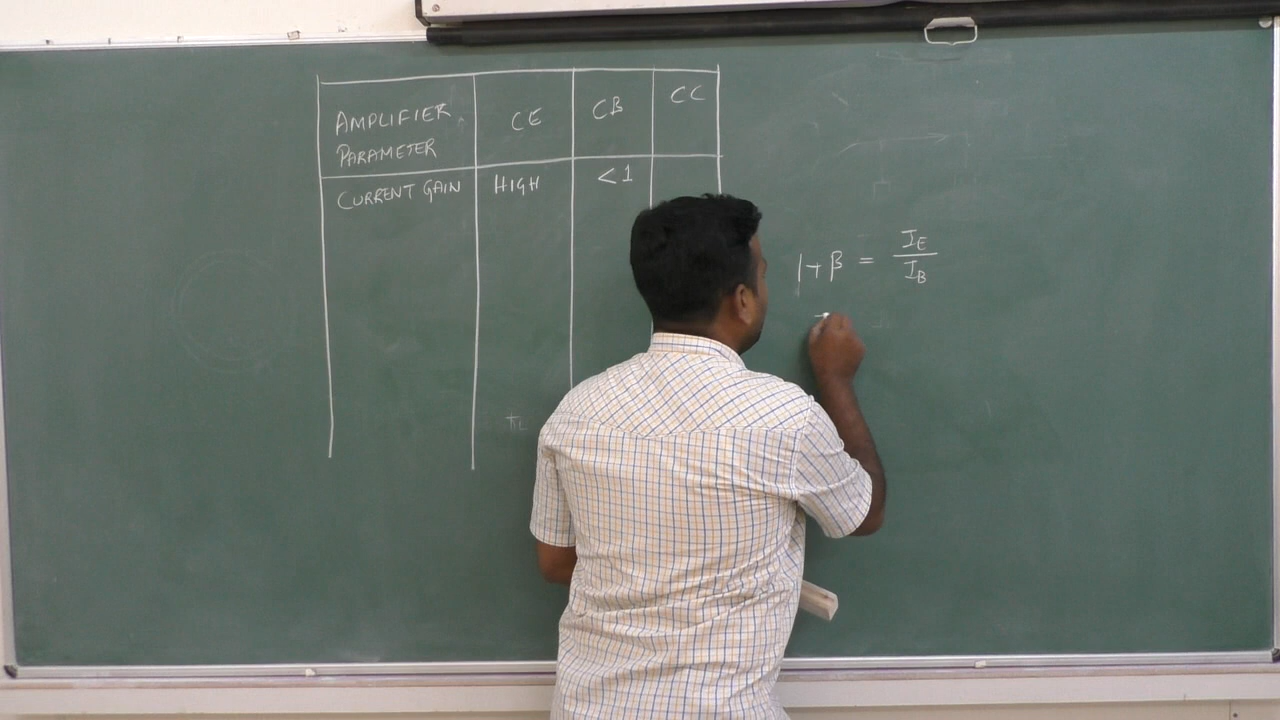 AMPLIFIER
PARAMETER
CE
CB
CC
CURRENT GAIN
HIGH
<1
1+β = I_E / I_B